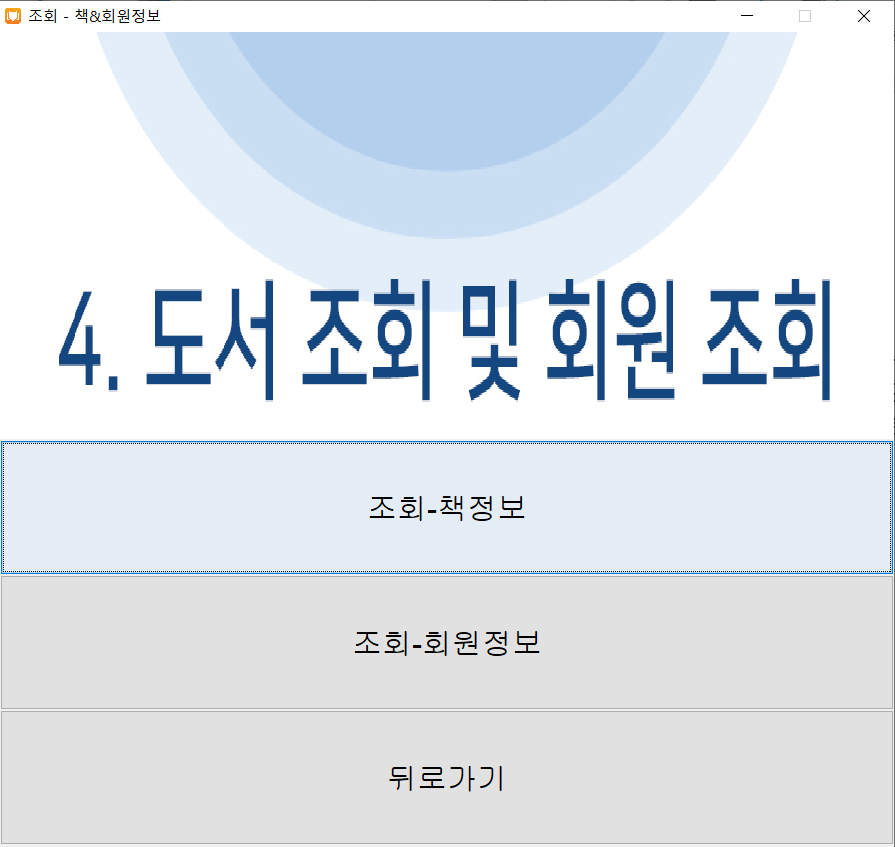 조회 - 책&회원정보
4. 도서 조회 및 회원 조회
조회-책정보
조회-회원정보
뒤로가기